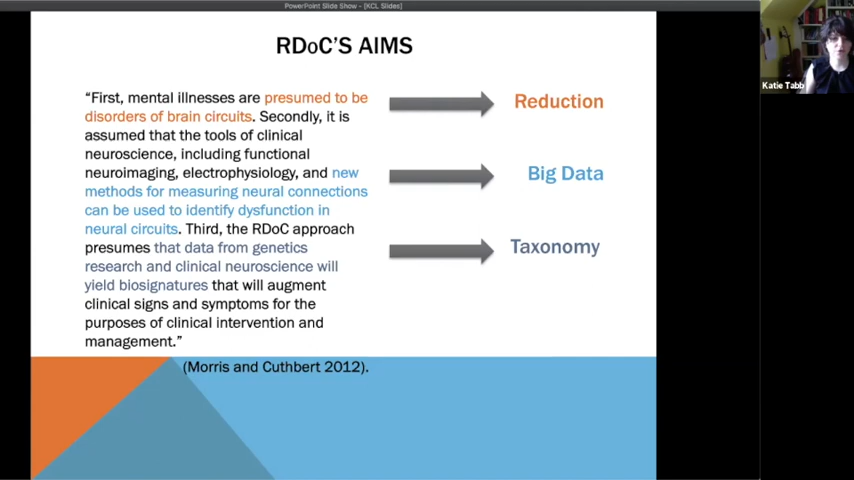 PowerPoint Slide Show - [KCL Slides]
RDoC'S AIMS
"First, mental illnesses are presumed to be
disorders of brain circuits. Secondly, it is
assumed that the tools of clinical
neuroscience, including functional
neuroimaging, electrophysiology, and new
methods for measuring neural connections
can be used to identify dysfunction in
neural circuits. Third, the RDoC approach
presumes that data from genetics
research and clinical neuroscience will
yield biosignatures that will augment
clinical signs and symptoms for the
purposes of clinical intervention and
management."
(Morris and Cuthbert 2012).
Reduction
Big Data
Taxonomy
Katie Tabb